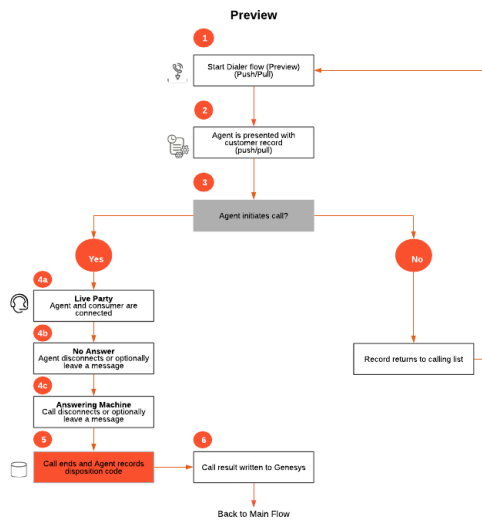 Preview
1
Start Dialer flow (Preview)
(Push/Pull)
2
Agent is presented with
customer record
(push/pull)
3
Agent initiates call?
Yes
No
4a
Live Party
Agent and consumer are
connected
4b
No Answer
Agent disconnects or optionally
leave a message
Record returns to calling list
4c
Answering Machine
Call disconnects or optionally
leave a message
5
Call ends and Agent records
disposition code
6
Call result written to Genesys
Back to Main Flow